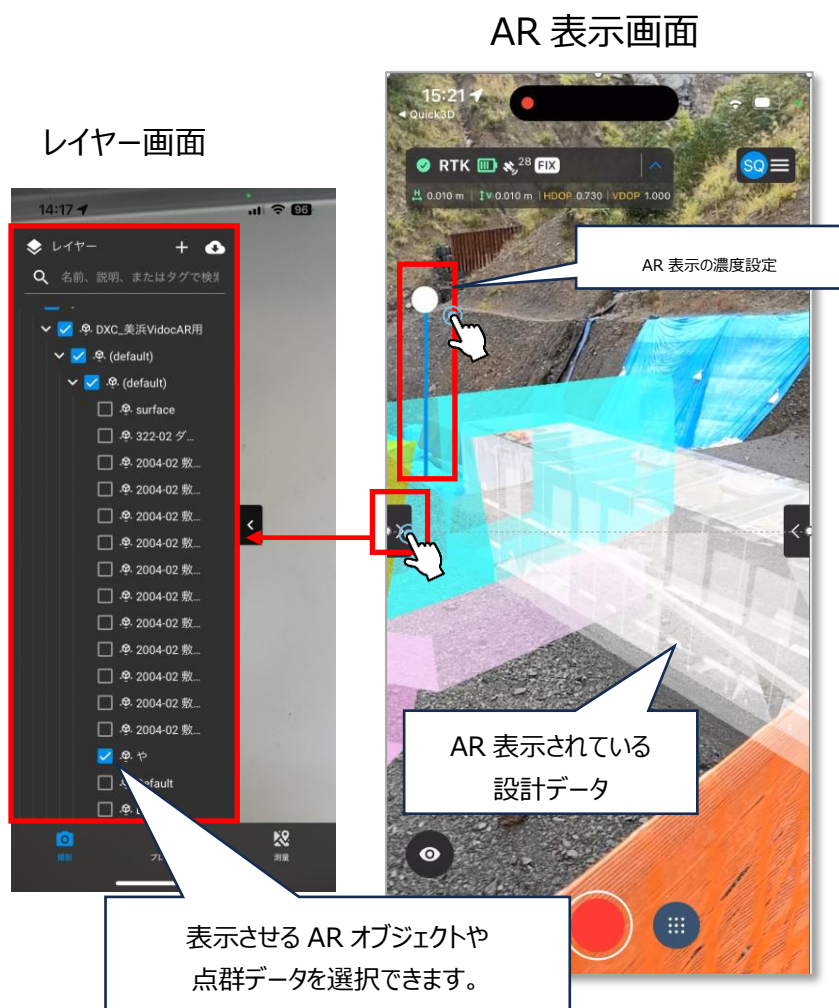 AR 表示画面
レイヤー画面
15:21
Quick3D
RTK 28 FIX
SQ
H 0.010 m V 0.010 m HDOP 0.730 VDOP 1.000
AR 表示の濃度設定
14:17
96
レイヤー
名前、説明、またはタグで検索
DXC_美浜VidocAR用
(default)
(default)
surface
322-02 ダ...
2004-02 敷...
2004-02 敷...
2004-02 敷...
2004-02 敷...
2004-02 敷...
2004-02 敷...
2004-02 敷...
2004-02 敷...
2004-02 敷...
2004-02 敷...
2004-02 敷...
や
efault
撮影
測量
AR 表示されている
設計データ
表示させる AR オブジェクトや
点群データを選択できます。